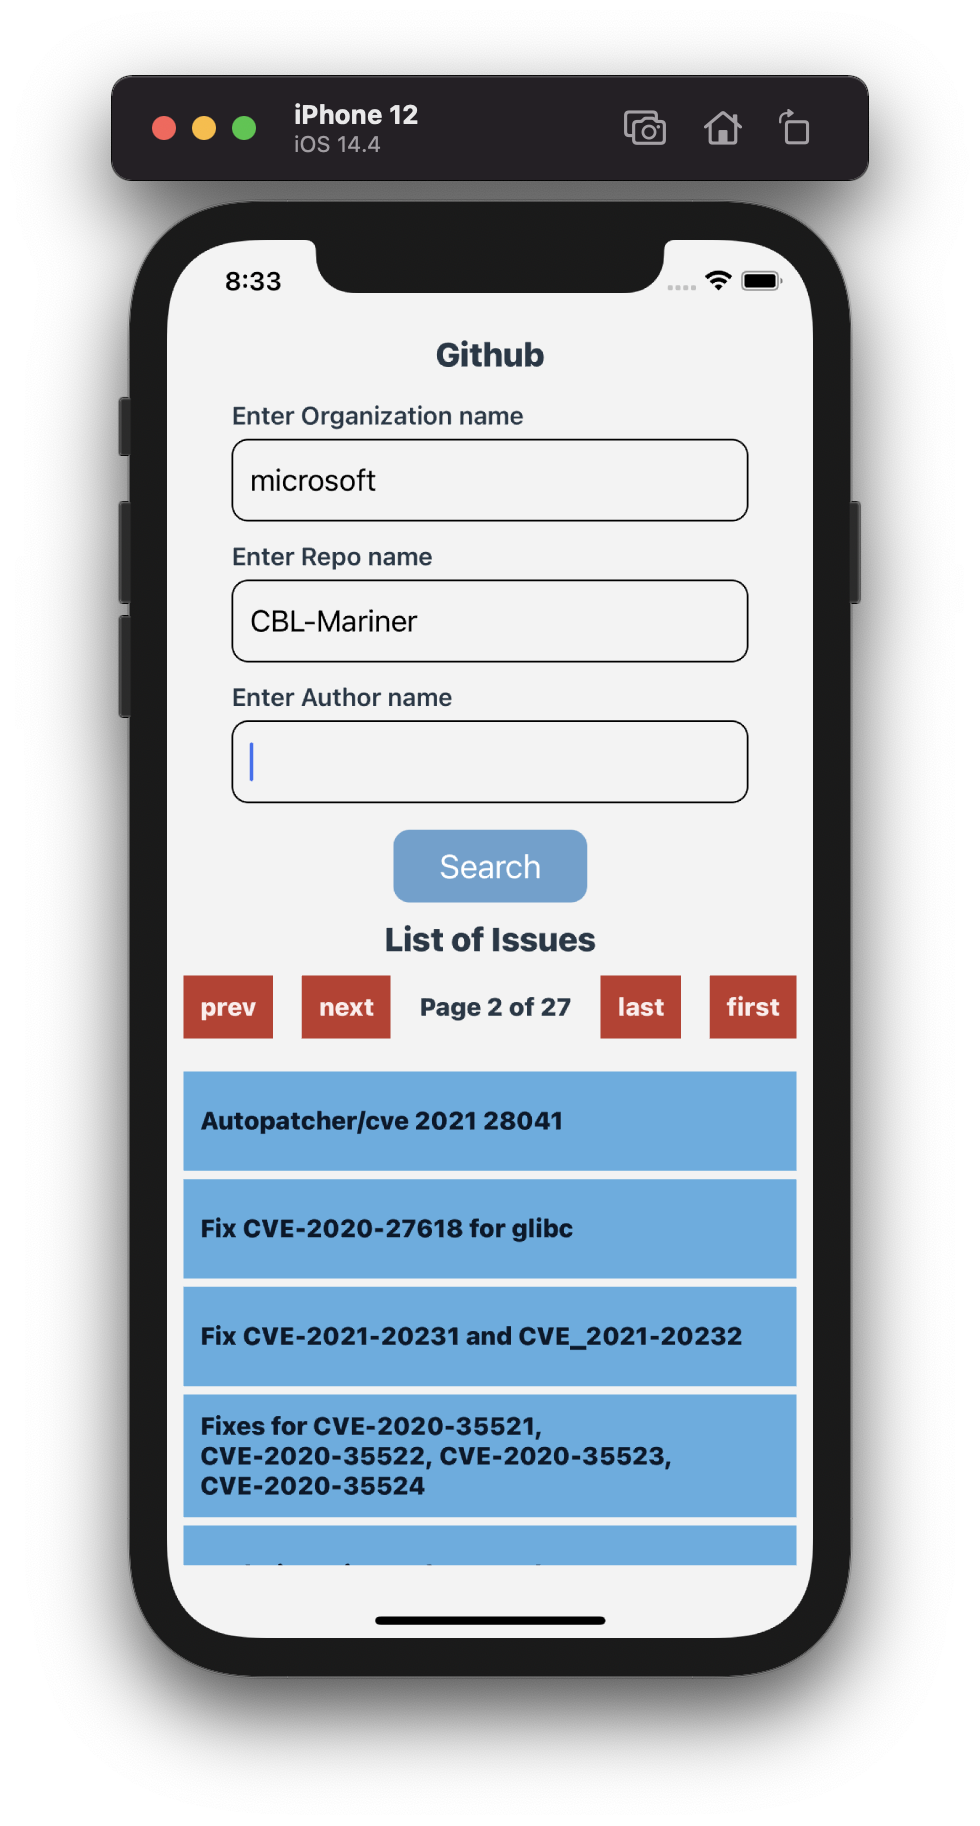 iPhone 12
iOS 14.4
8:33
Github
Enter Organization name
microsoft
Enter Repo name
CBL-Mariner
Enter Author name
Search
List of Issues
prev next Page 2 of 27 last first
Autopatcher/cve 2021 28041
Fix CVE-2020-27618 for glibc
Fix CVE-2021-20231 and CVE_2021-20232
Fixes for CVE-2020-35521,
CVE-2020-35522, CVE-2020-35523,
CVE-2020-35524